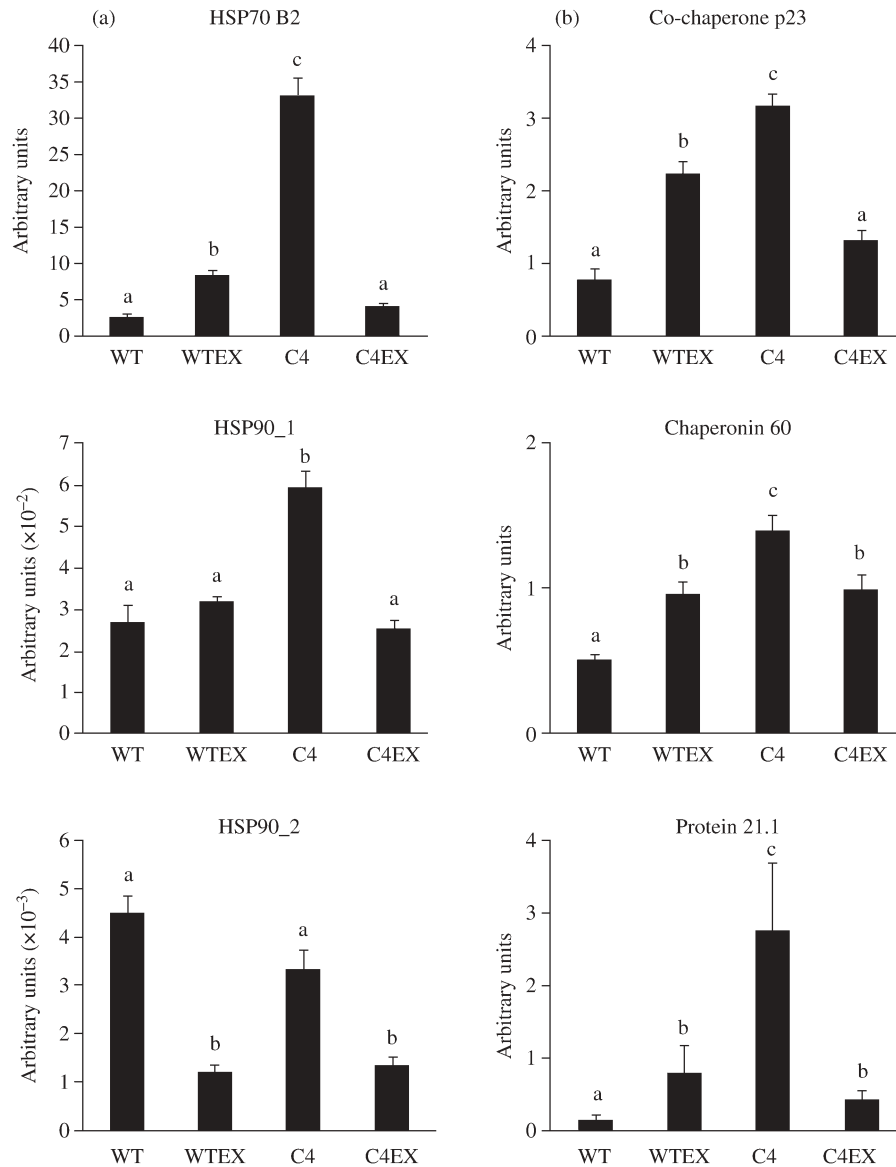 (a)
HSP70 B2
40
35
30
25
20
15
10
5
0
Arbitrary units
a
b
c
a
WT WTEX C4 C4EX
(b)
Co-chaperone p23
4
3
2
1
0
Arbitrary units
a
b
c
a
WT WTEX C4 C4EX
HSP90_1
7
6
5
4
3
2
1
0
Arbitrary units (×10⁻²)
a
a
b
a
WT WTEX C4 C4EX
Chaperonin 60
2
1
0
Arbitrary units
a
b
c
b
WT WTEX C4 C4EX
HSP90_2
6
5
4
3
2
1
0
Arbitrary units (×10⁻³)
a
b
a
b
WT WTEX C4 C4EX
Protein 21.1
4
3
2
1
0
Arbitrary units
a
b
c
b
WT WTEX C4 C4EX